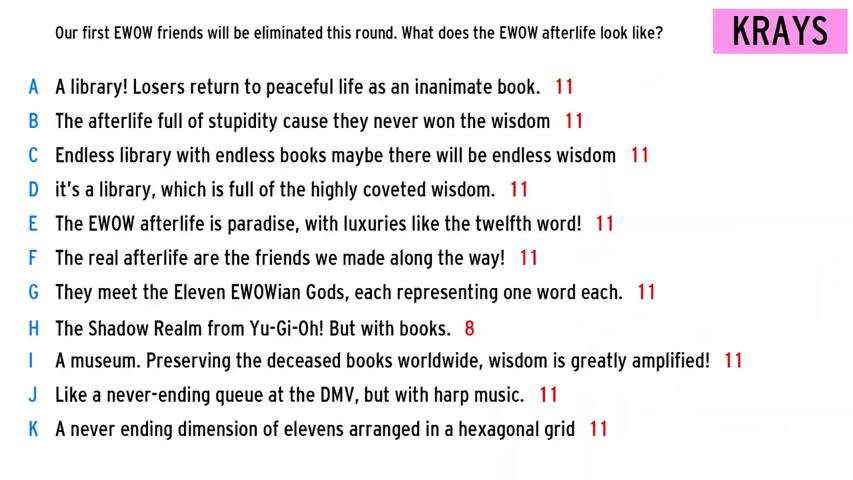 Our first EWOW friends will be eliminated this round. What does the EWOW afterlife look like?
KRAYS
A A library! Losers return to peaceful life as an inanimate book. 11
B The afterlife full of stupidity cause they never won the wisdom 11
C Endless library with endless books maybe there will be endless wisdom 11
D it's a library, which is full of the highly coveted wisdom. 11
E The EWOW afterlife is paradise, with luxuries like the twelfth word! 11
F The real afterlife are the friends we made along the way! 11
G They meet the Eleven EWOWian Gods, each representing one word each. 11
H The Shadow Realm from Yu-Gi-Oh! But with books. 8
I A museum. Preserving the deceased books worldwide, wisdom is greatly amplified! 11
J Like a never-ending queue at the DMV, but with harp music. 11
K A never ending dimension of elevens arranged in a hexagonal grid 11